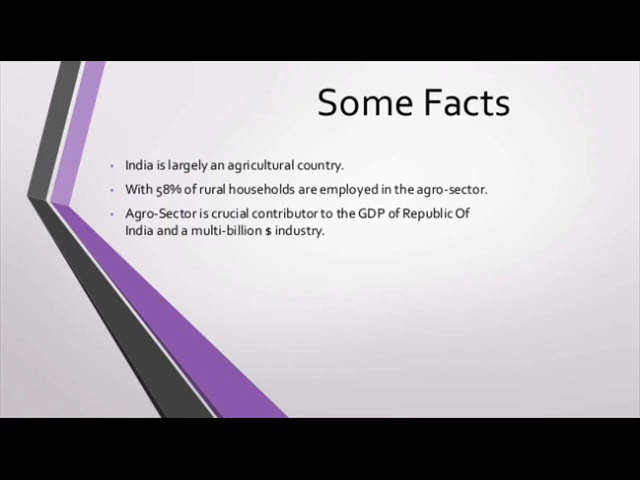 Some Facts
India is largely an agricultural country.
With 58% of rural households are employed in the agro-sector.
Agro-Sector is crucial contributor to the GDP of Republic Of
India and a multi-billion $ industry.